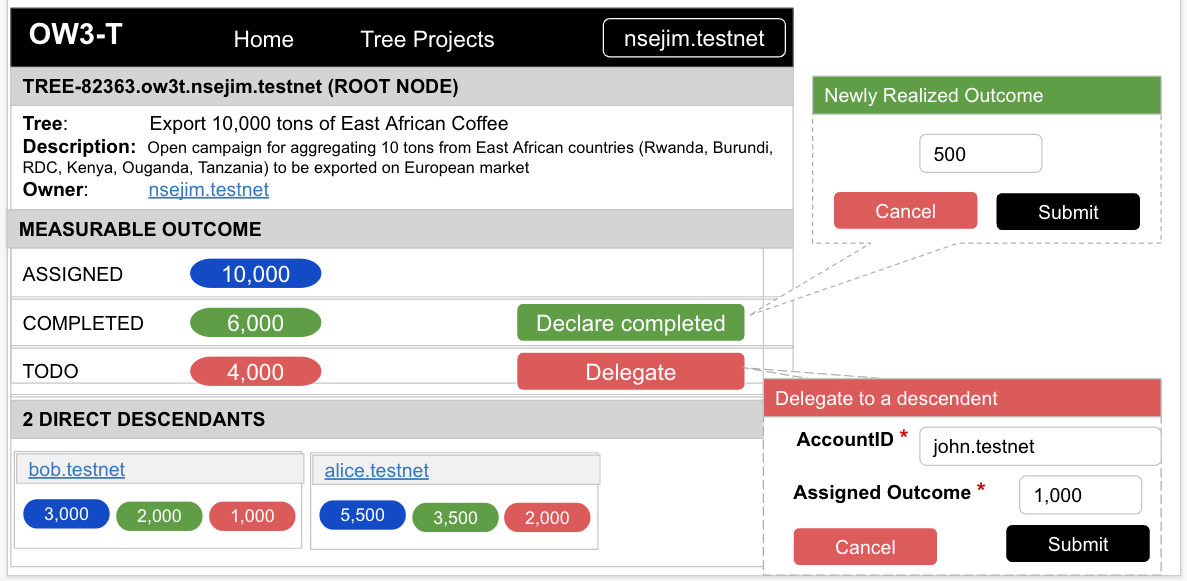 OW3-T Home Tree Projects nsejim.testnet
TREE-82363.ow3t.nsejim.testnet (ROOT NODE)
Tree: Export 10,000 tons of East African Coffee
Description: Open campaign for aggregating 10 tons from East African countries (Rwanda, Burundi,
RDC, Kenya, Ouganda, Tanzania) to be exported on European market
Owner: nsejim.testnet
MEASURABLE OUTCOME
ASSIGNED 10,000
COMPLETED 6,000 Declare completed
TODO 4,000 Delegate
2 DIRECT DESCENDANTS
bob.testnet
3,000 2,000 1,000
alice.testnet
5,500 3,500 2,000
Newly Realized Outcome
500
Cancel Submit
Delegate to a descendent
AccountID * john.testnet
Assigned Outcome * 1,000
Cancel Submit